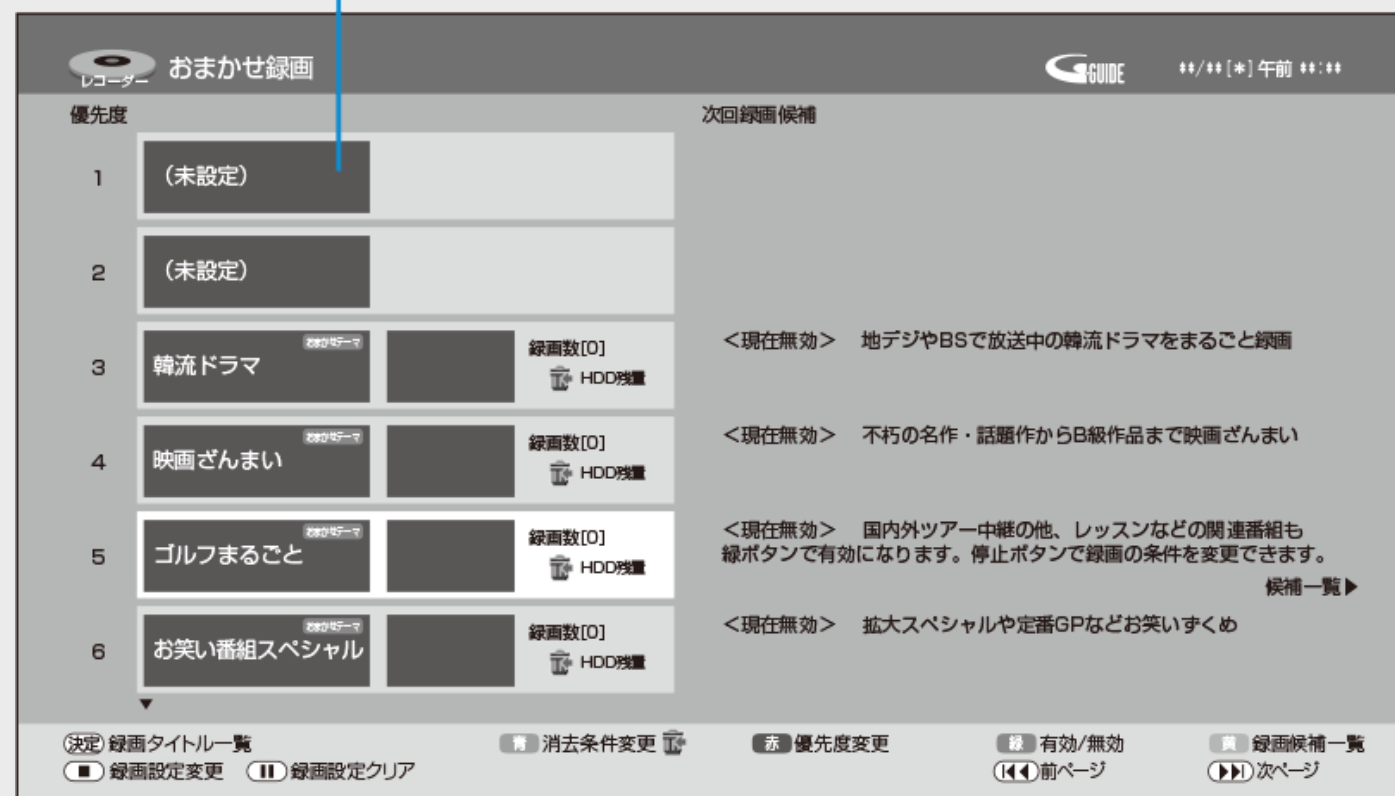 レコーダー おまかせ録画 G-GUIDE **/**[*]午前 **:**
優先度 次回録画候補
1 (未設定)
2 (未設定)
3 韓流ドラマ おまかせテーマ 録画数[0] HDD残量 <現在無効> 地デジやBSで放送中の韓流ドラマをまるごと録画
4 映画ざんまい おまかせテーマ 録画数[0] HDD残量 <現在無効> 不朽の名作・話題作からB級作品まで映画ざんまい
5 ゴルフまるごと おまかせテーマ 録画数[0] HDD残量 <現在無効> 国内外ツアー中継の他、レッスンなどの関連番組も
緑ボタンで有効になります。停止ボタンで録画の条件を変更できます。
候補一覧▶
6 お笑い番組スペシャル おまかせテーマ 録画数[0] HDD残量 <現在無効> 拡大スペシャルや定番GPなどお笑いずくめ
▼
決定 録画タイトル一覧 青 消去条件変更 赤 優先度変更 緑 有効/無効 黄 録画候補一覧
■ 録画設定変更 ⏸ 録画設定クリア ⏮ 前ページ ⏭ 次ページ